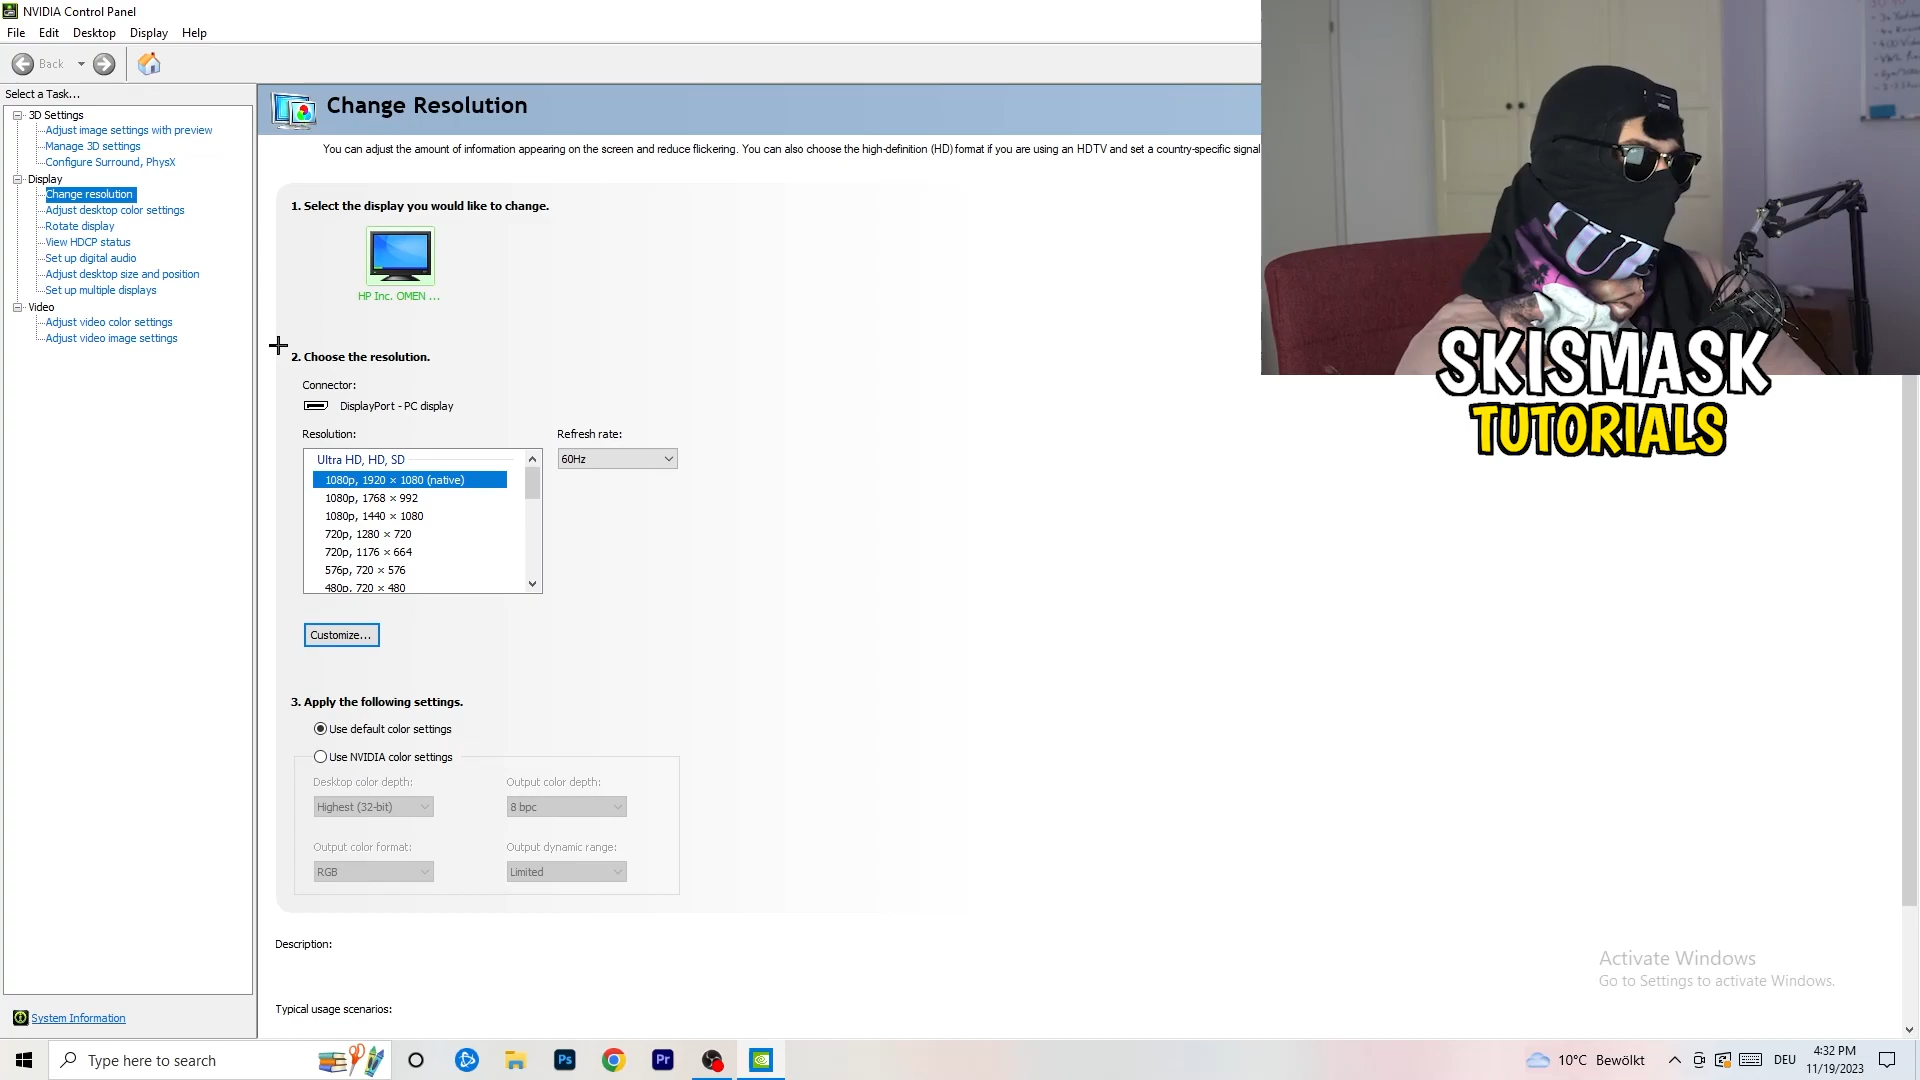 NVIDIA Control Panel
File Edit Desktop Display Help
Back
Select a Task...
3D Settings
Adjust image settings with preview
Manage 3D settings
Configure Surround, PhysX
Display
Change resolution
Adjust desktop color settings
Rotate display
View HDCP status
Set up digital audio
Adjust desktop size and position
Set up multiple displays
Video
Adjust video color settings
Adjust video image settings
System Information
Change Resolution
You can adjust the amount of information appearing on the screen and reduce flickering. You can also choose the high-definition (HD) format if you are using an HDTV and set a country-specific signal
1. Select the display you would like to change.
HP Inc. OMEN ...
2. Choose the resolution.
Connector:
DisplayPort - PC display
Resolution:
Refresh rate:
Ultra HD, HD, SD
60Hz
1080p, 1920 × 1080 (native)
1080p, 1768 × 992
1080p, 1440 × 1080
720p, 1280 × 720
720p, 1176 × 664
576p, 720 × 576
480p, 720 × 480
Customize...
3. Apply the following settings.
Use default color settings
Use NVIDIA color settings
Desktop color depth:
Output color depth:
Highest (32-bit)
8 bpc
Output color format:
Output dynamic range:
RGB
Limited
Description:
Typical usage scenarios:
SKISMASK
TUTORIALS
Activate Windows
Go to Settings to activate Windows.
Type here to search
Ps
Pr
10°C Bewölkt
DEU
4:32 PM
11/19/2023